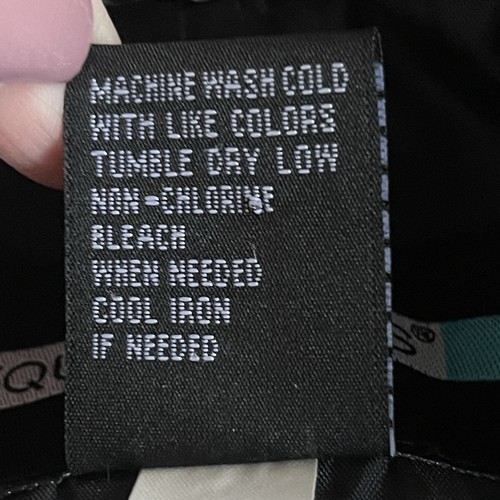 MACHINE WASH COLD
WITH LIKE COLORS
TUMBLE DRY LOW
NON-CHLORINE
BLEACH
WHEN NEEDED
COOL IRON
IF NEEDED